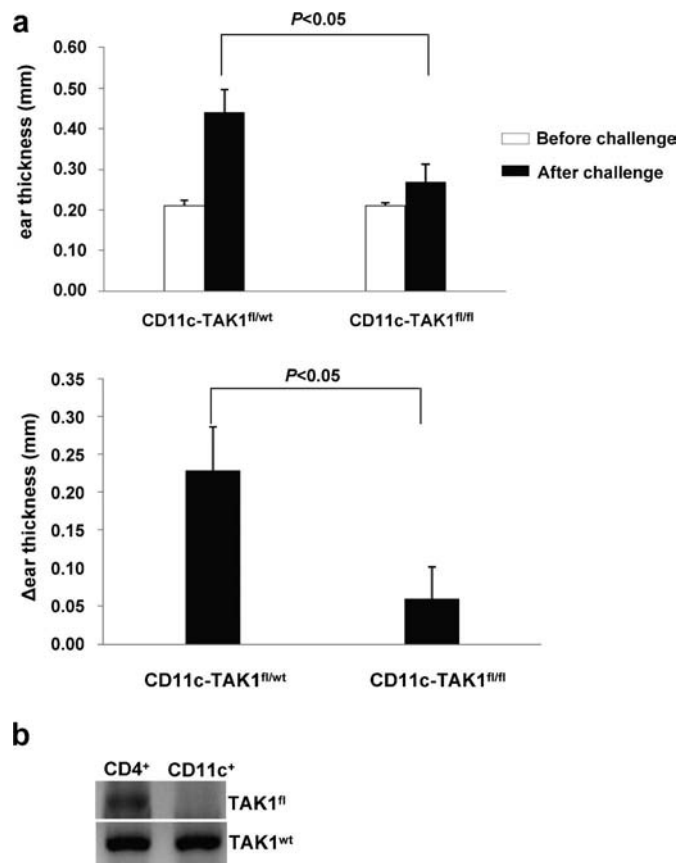 a
P<0.05
ear thickness (mm)
0.60
0.50
0.40
0.30
0.20
0.10
0.00
Before challenge
After challenge
CD11c-TAK1fl/wt
CD11c-TAK1fl/fl
P<0.05
Δear thickness (mm)
0.35
0.30
0.25
0.20
0.15
0.10
0.05
0.00
CD11c-TAK1fl/wt
CD11c-TAK1fl/fl
b
CD4+ CD11c+
TAK1fl
TAK1wt